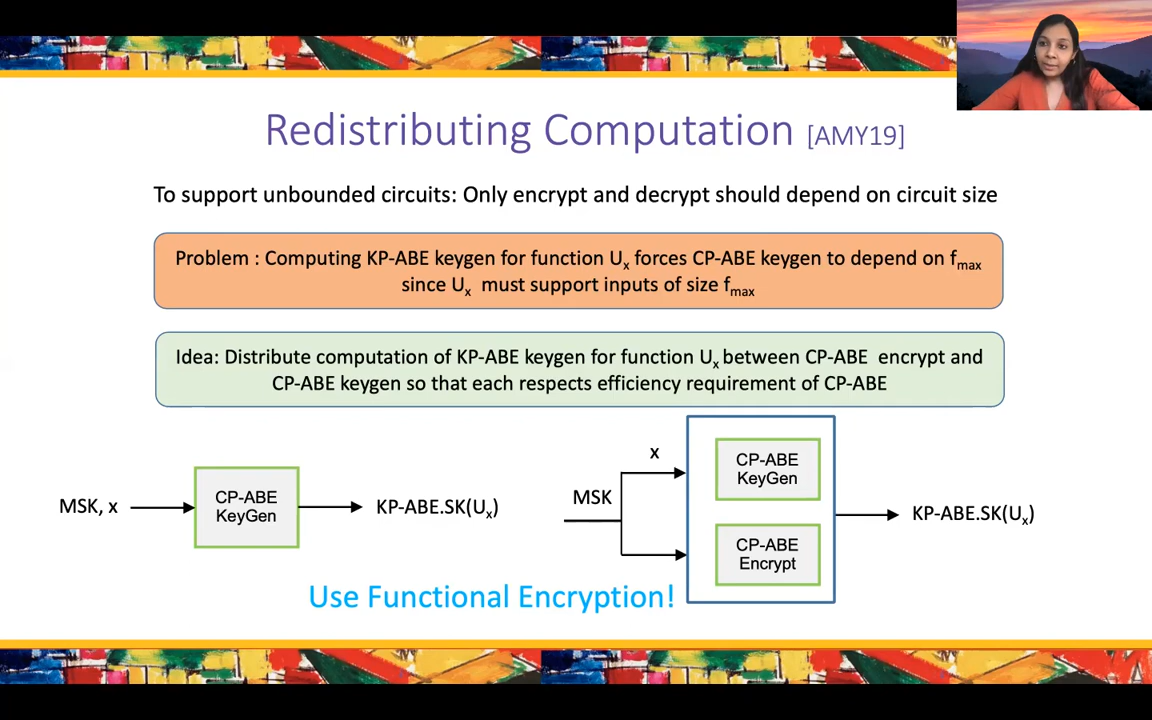 Redistributing Computation [AMY19]
To support unbounded circuits: Only encrypt and decrypt should depend on circuit size
Problem : Computing KP-ABE keygen for function Ux forces CP-ABE keygen to depend on fmax
since Ux must support inputs of size fmax
Idea: Distribute computation of KP-ABE keygen for function Ux between CP-ABE encrypt and
CP-ABE keygen so that each respects efficiency requirement of CP-ABE
MSK, x
CP-ABE
KeyGen
KP-ABE.SK(Ux)
MSK
x
CP-ABE
KeyGen
CP-ABE
Encrypt
KP-ABE.SK(Ux)
Use Functional Encryption!